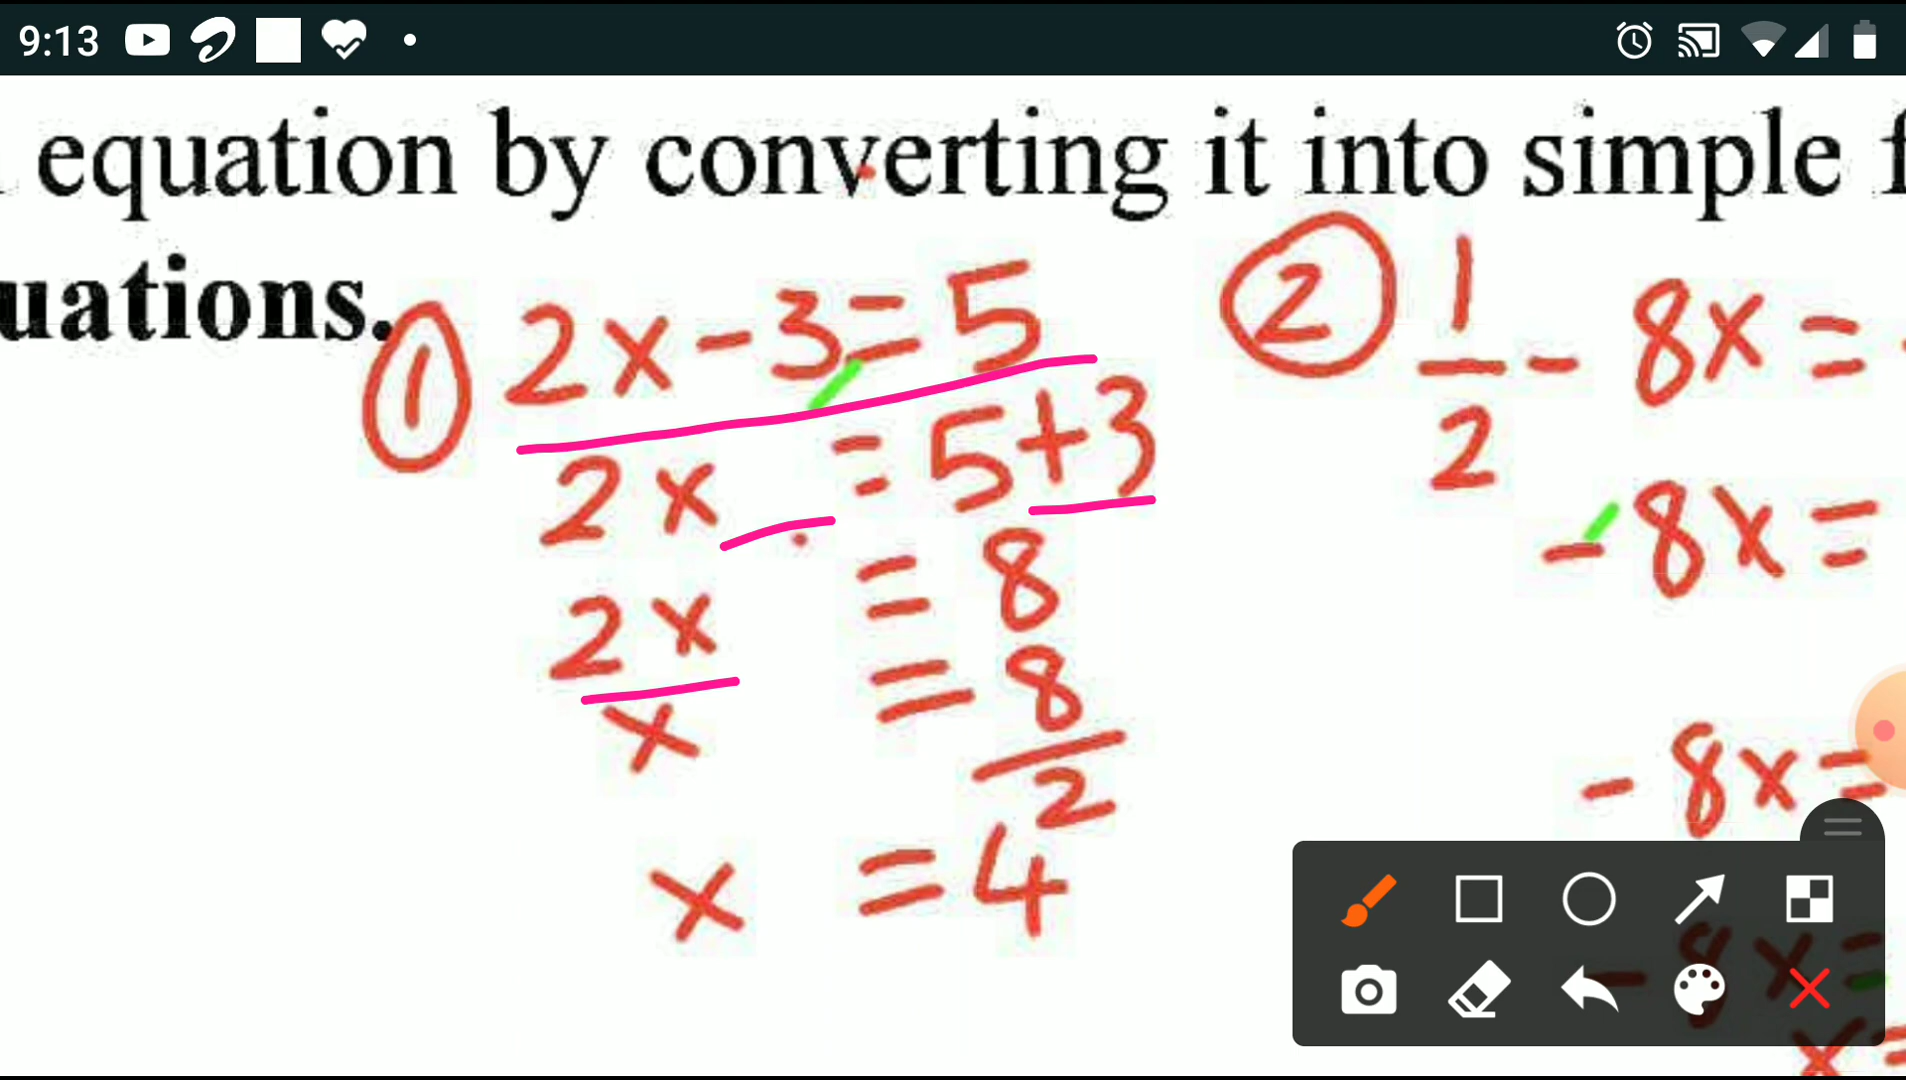 9:13
equation by converting it into simple f
uations.
① 2x - 3 = 5
2x = 5 + 3
2x = 8
x = 8/2
x = 4
② 1/2 - 8x =
- 8x =
- 8x =
- 8x =
x =